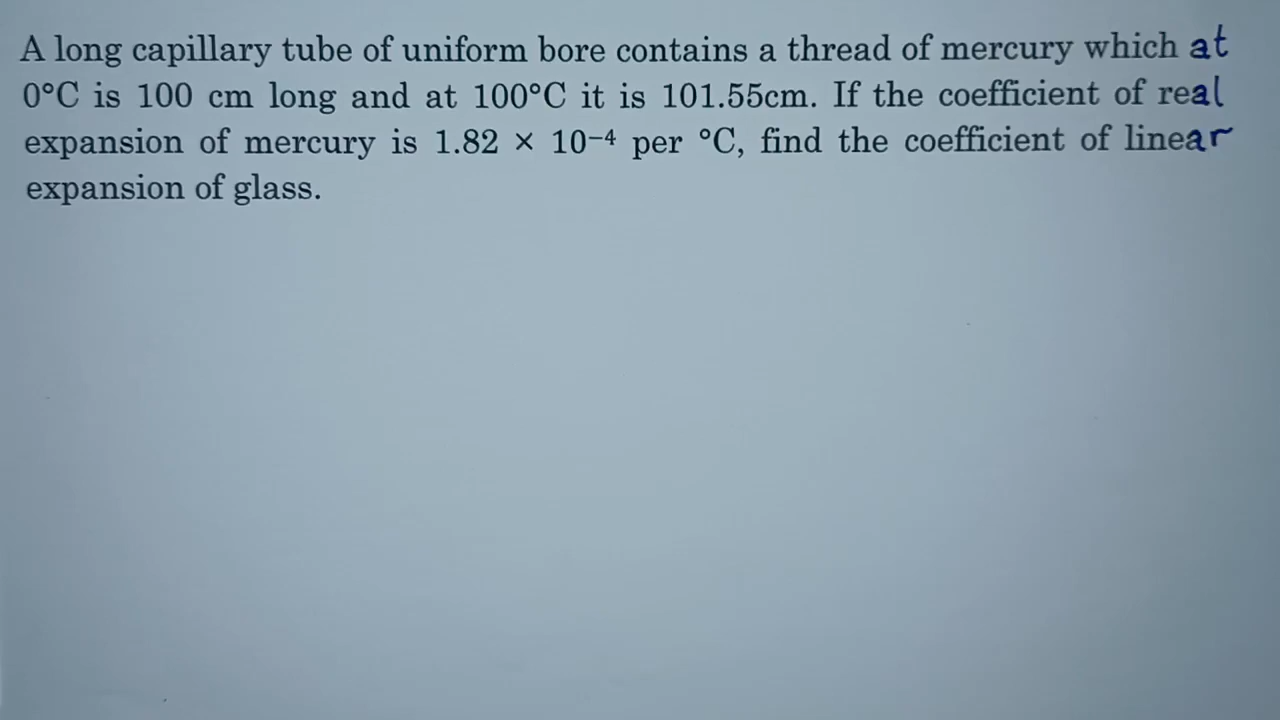 A long capillary tube of uniform bore contains a thread of mercury which at
0°C is 100 cm long and at 100°C it is 101.55cm. If the coefficient of real
expansion of mercury is 1.82 × 10⁻⁴ per °C, find the coefficient of linear
expansion of glass.